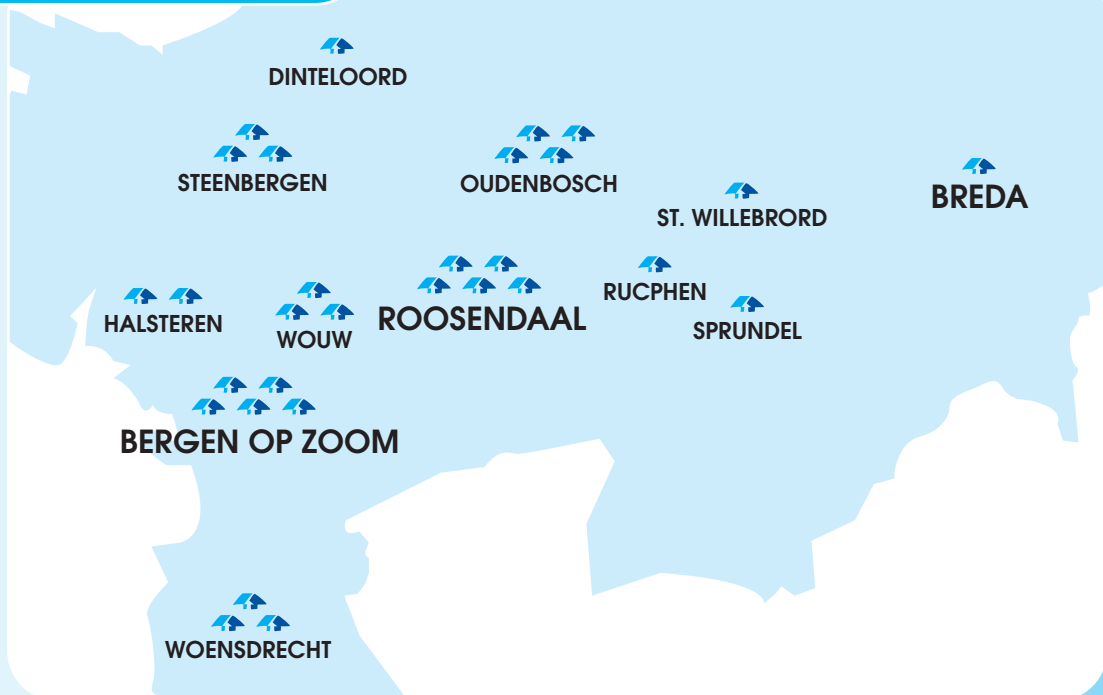 DINTELOORD
STEENBERGEN
OUDENBOSCH
ST. WILLEBRORD
BREDA
HALSTEREN
WOUW
ROOSENDAAL
RUCPHEN
SPRUNDEL
BERGEN OP ZOOM
WOENSDRECHT